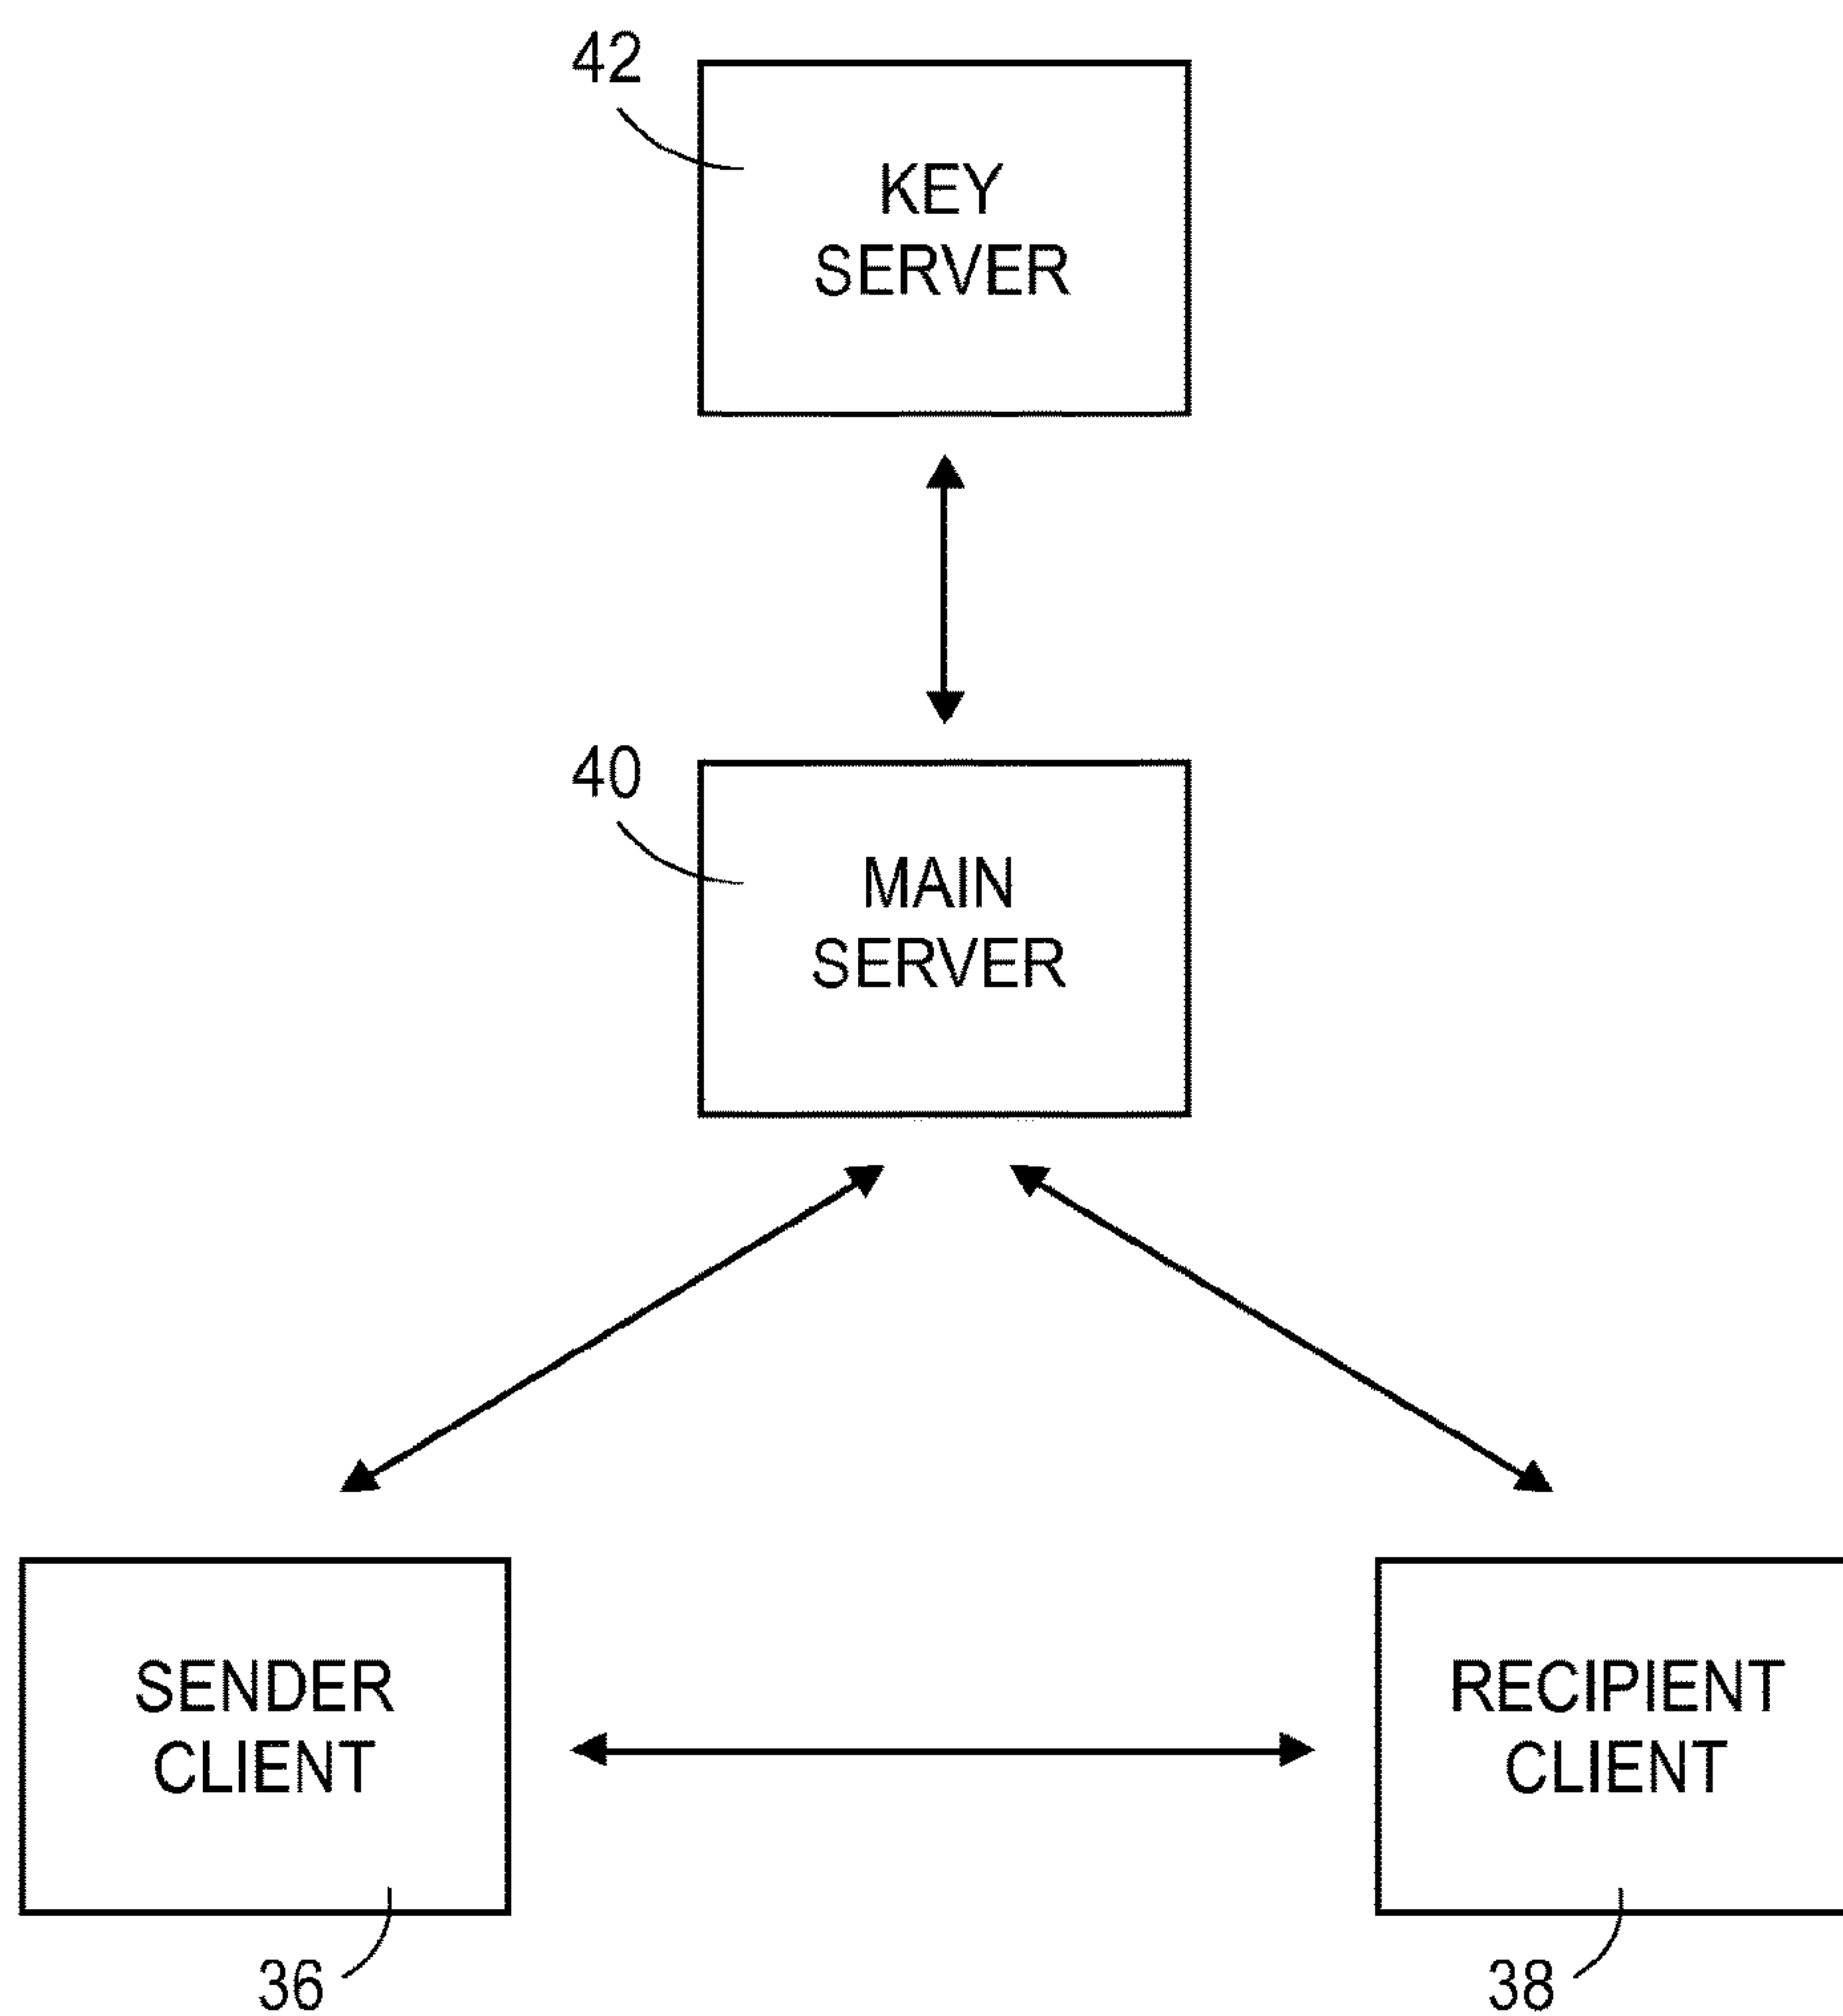 42
KEY
SERVER
40
MAIN
SERVER
SENDER
CLIENT
36
RECIPIENT
CLIENT
38